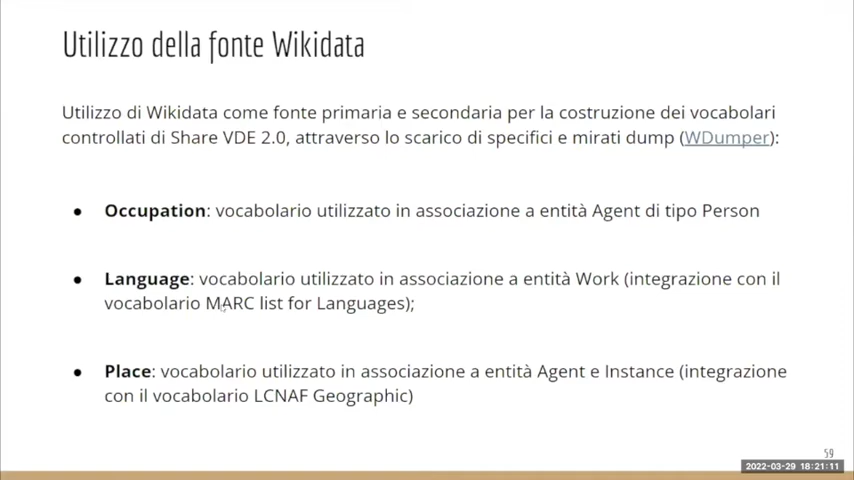 Utilizzo della fonte Wikidata
Utilizzo di Wikidata come fonte primaria e secondaria per la costruzione dei vocabolari
controllati di Share VDE 2.0, attraverso lo scarico di specifici e mirati dump (WDumper):
● Occupation: vocabolario utilizzato in associazione a entità Agent di tipo Person
● Language: vocabolario utilizzato in associazione a entità Work (integrazione con il
vocabolario MARC list for Languages);
● Place: vocabolario utilizzato in associazione a entità Agent e Instance (integrazione
con il vocabolario LCNAF Geographic)
59
2022-03-29 18:21:11